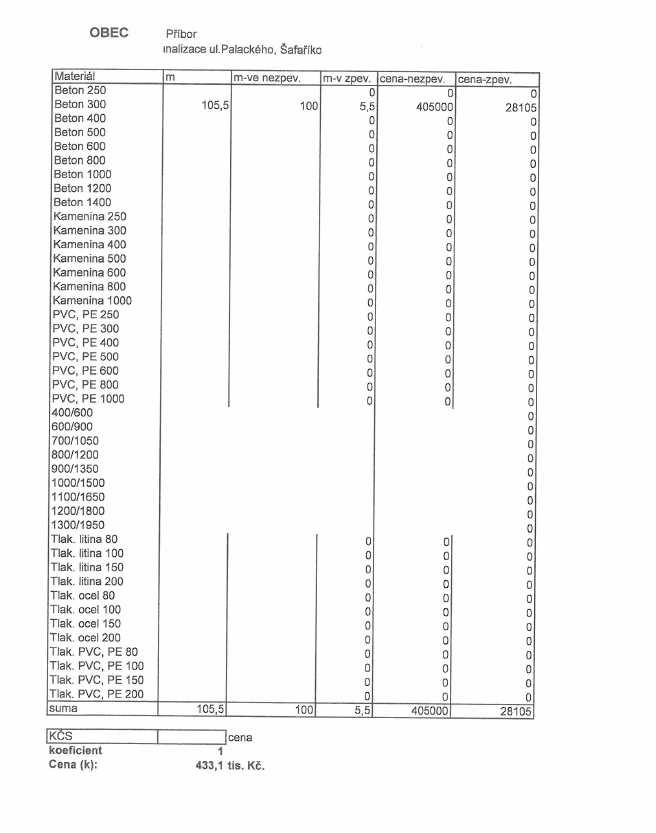 OBEC Příbor
nalizace ul.Palackého, Šafaříko
Materiál m m-ve nezpev. m-v zpev. cena-nezpev. cena-zpev.
Beton 250 0 0 0
Beton 300 105,5 100 5,5 405000 28105
Beton 400 0 0 0
Beton 500 0 0 0
Beton 600 0 0 0
Beton 800 0 0 0
Beton 1000 0 0 0
Beton 1200 0 0 0
Beton 1400 0 0 0
Kamenina 250 0 0 0
Kamenina 300 0 0 0
Kamenina 400 0 0 0
Kamenina 500 0 0 0
Kamenina 600 0 0 0
Kamenina 800 0 0 0
Kamenina 1000 0 0 0
PVC, PE 250 0 0 0
PVC, PE 300 0 0 0
PVC, PE 400 0 0 0
PVC, PE 500 0 0 0
PVC, PE 600 0 0 0
PVC, PE 800 0 0 0
PVC, PE 1000 0 0 0
400/600 0
600/900 0
700/1050 0
800/1200 0
900/1350 0
1000/1500 0
1100/1650 0
1200/1800 0
1300/1950 0
Tlak. litina 80 0 0 0
Tlak. litina 100 0 0 0
Tlak. litina 150 0 0 0
Tlak. litina 200 0 0 0
Tlak. ocel 80 0 0 0
Tlak. ocel 100 0 0 0
Tlak. ocel 150 0 0 0
Tlak. ocel 200 0 0 0
Tlak. PVC, PE 80 0 0 0
Tlak. PVC, PE 100 0 0 0
Tlak. PVC, PE 150 0 0 0
Tlak. PVC, PE 200 0 0 0
suma 105,5 100 5,5 405000 28105
KČS cena
koeficient 1
Cena (k): 433,1 tis. Kč.